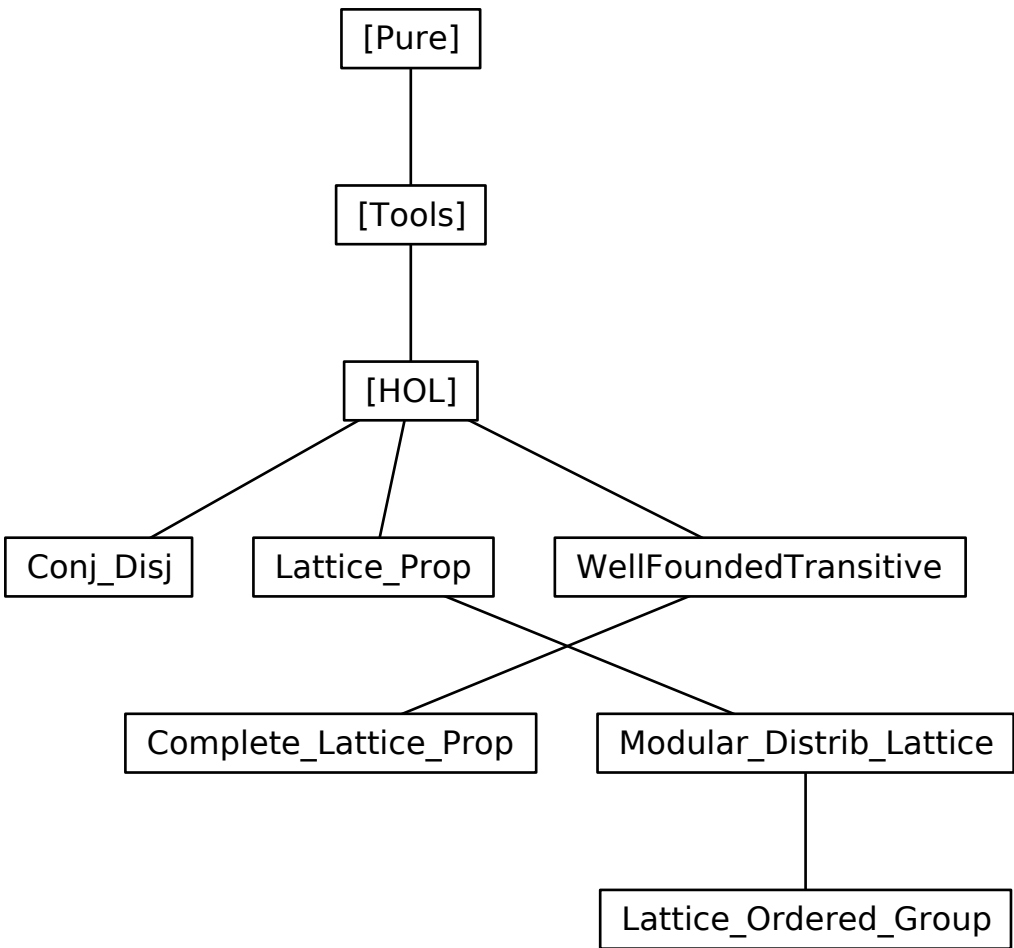 [Pure]
[Tools]
[HOL]
Conj_Disj
Lattice_Prop
WellFoundedTransitive
Complete_Lattice_Prop
Modular_Distrib_Lattice
Lattice_Ordered_Group